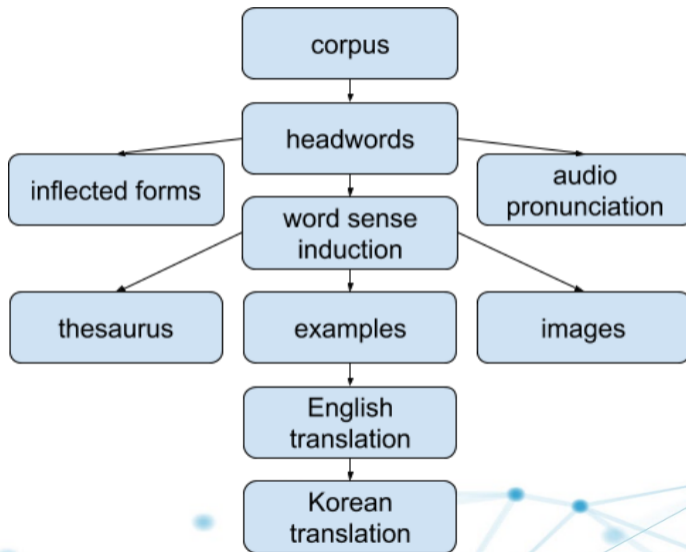 corpus
headwords
inflected forms
audio
pronunciation
word sense
induction
thesaurus
examples
images
English
translation
Korean
translation